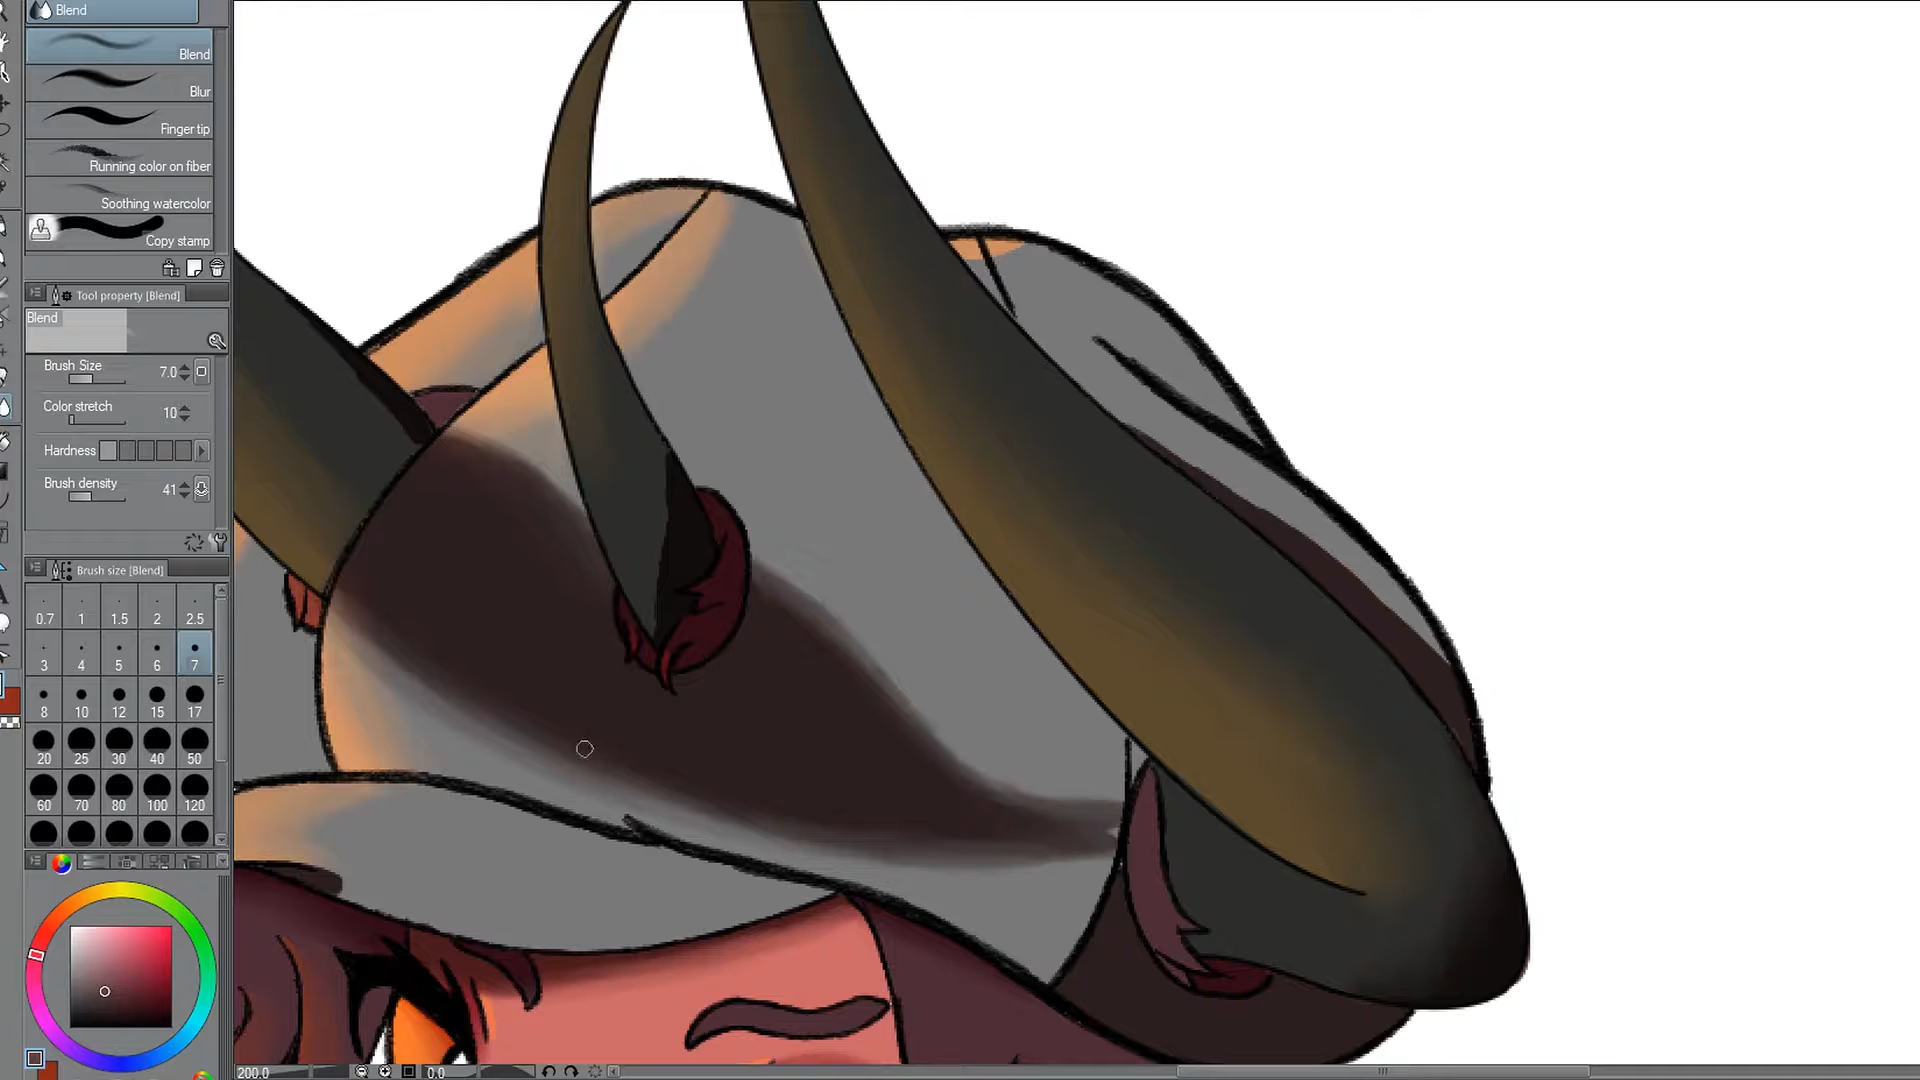 Blend
Blend
Blur
Finger tip
Running color on fiber
Soothing watercolor
Copy stamp
Tool property [Blend]
Blend
Brush Size 7.0
Color stretch 10
Hardness
Brush density 41
Brush size [Blend]
0.7 1 1.5 2 2.5
3 4 5 6 7
8 10 12 15 17
20 25 30 40 50
60 70 80 100 120
200.0 0.0